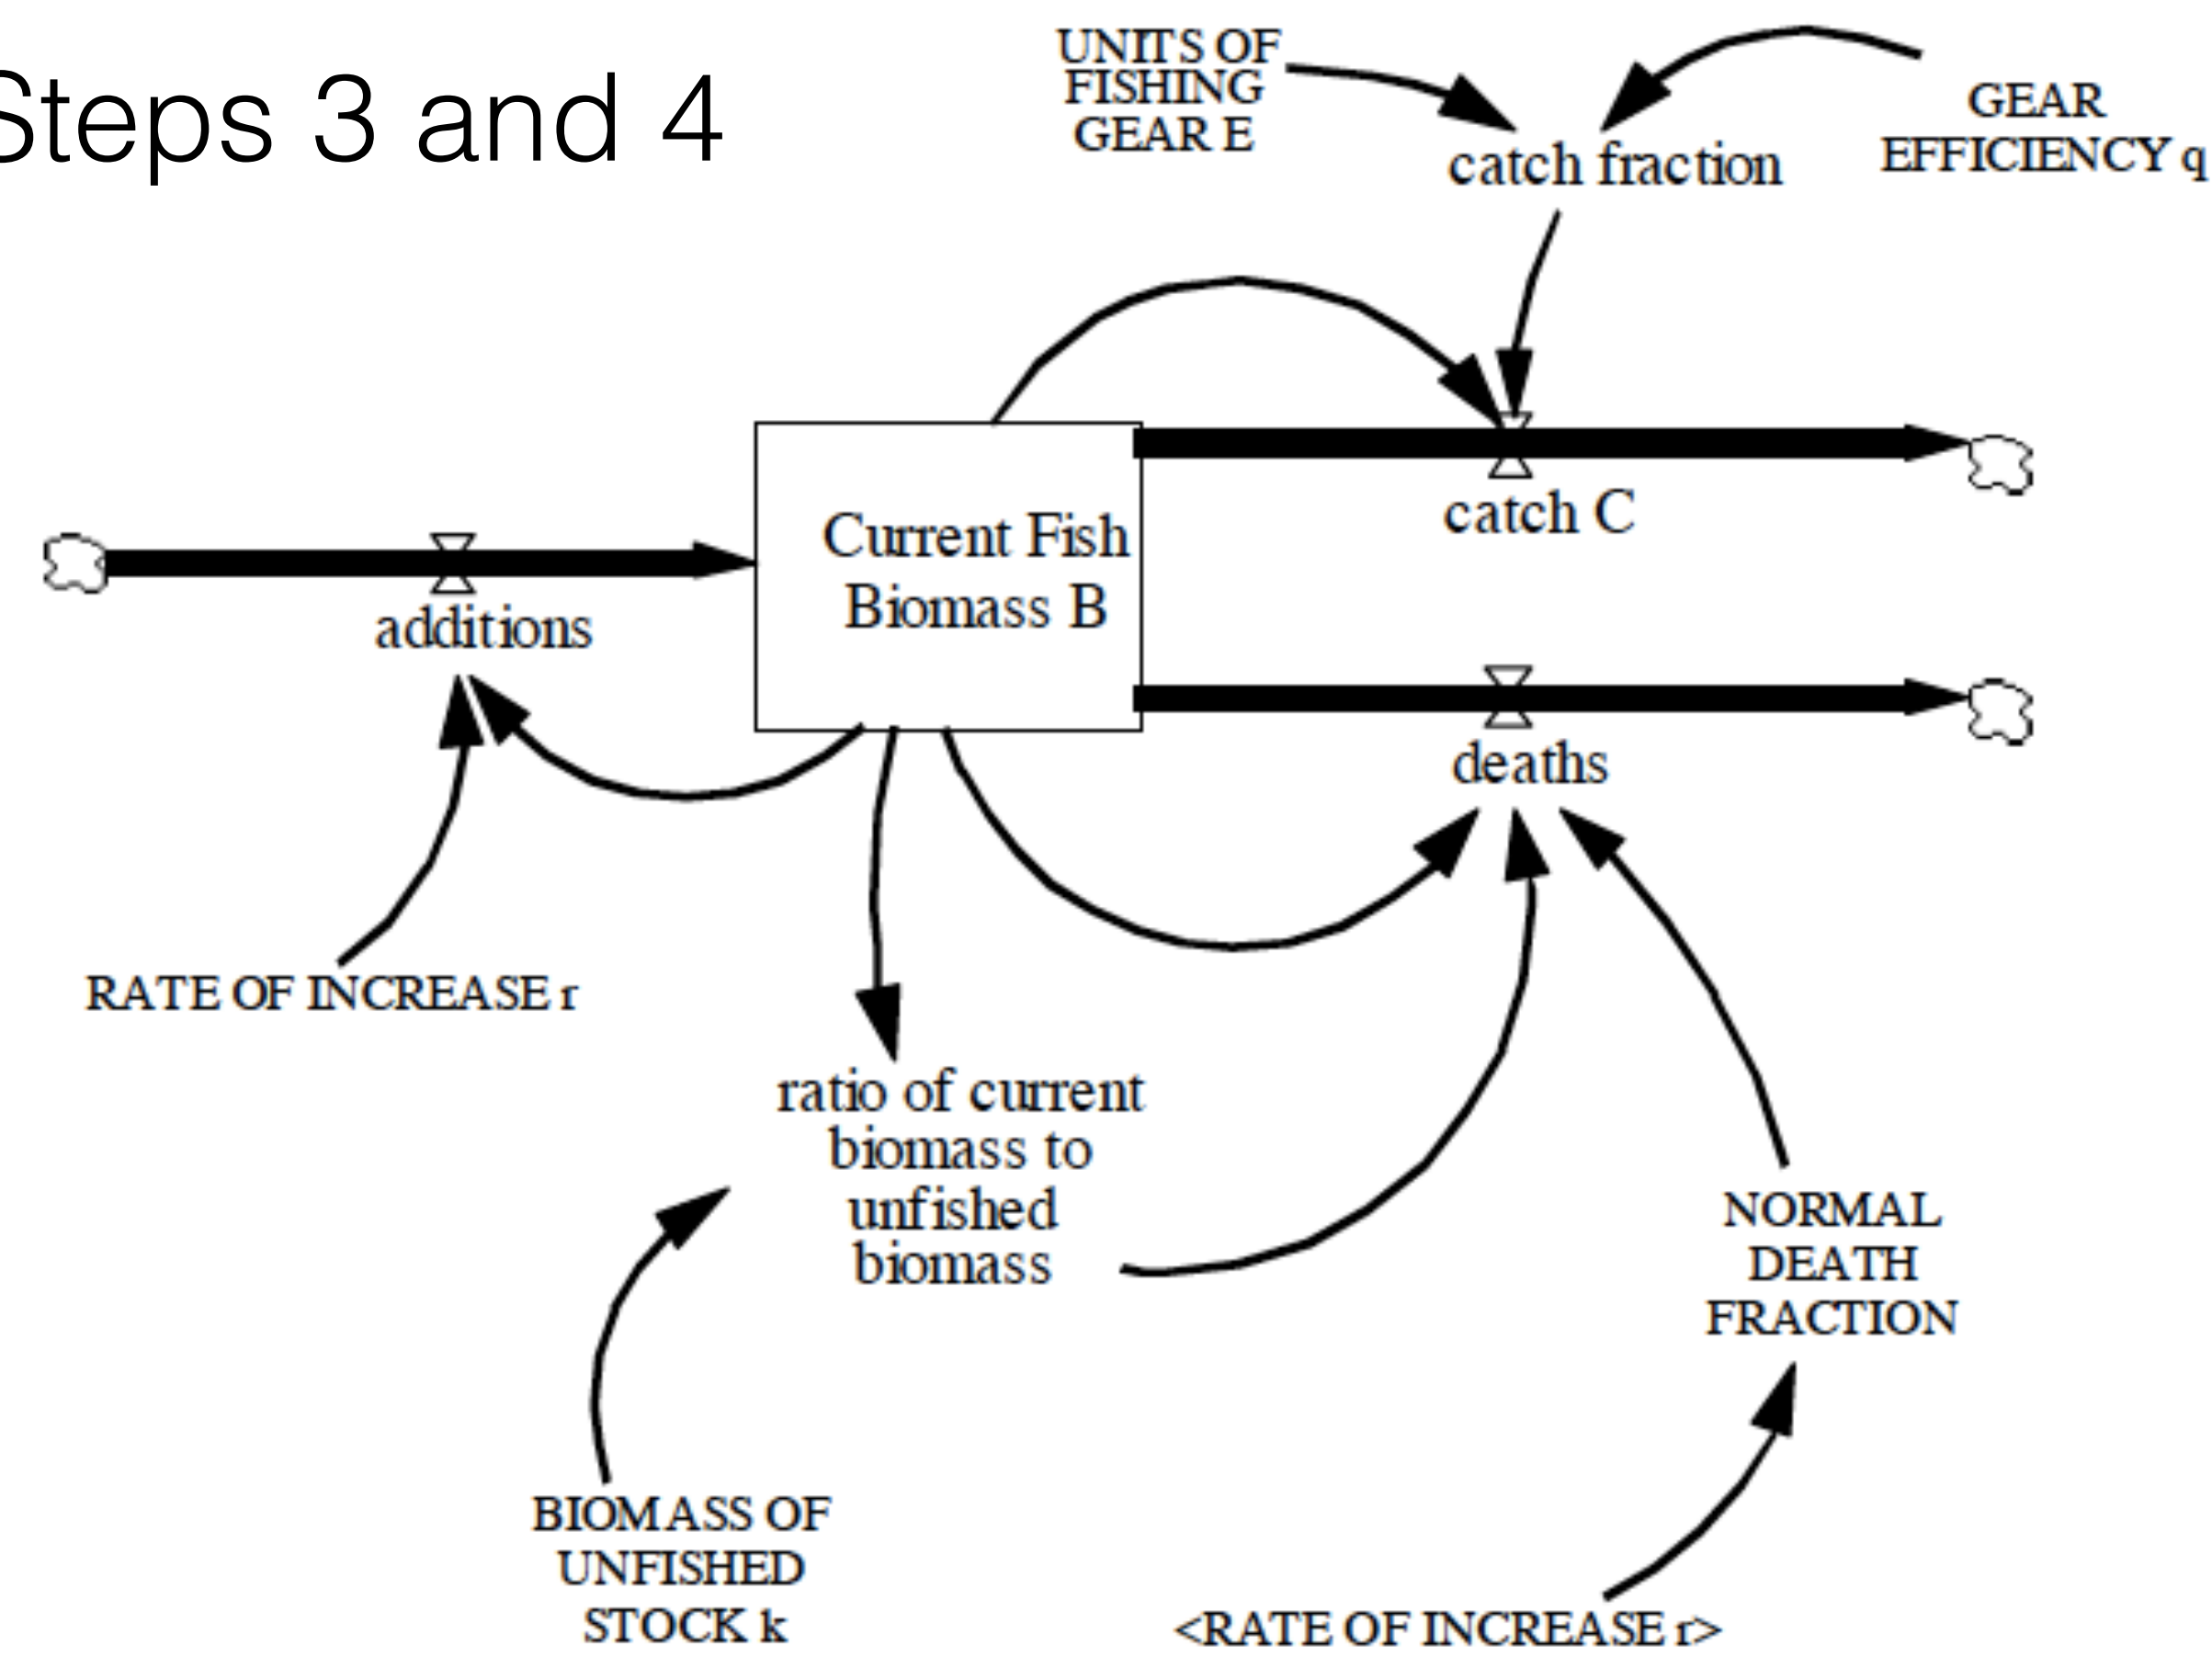 Steps 3 and 4
UNITS OF
FISHING
GEAR E
GEAR
EFFICIENCY q
catch fraction
catch C
Current Fish
Biomass B
additions
deaths
RATE OF INCREASE r
ratio of current
biomass to
unfished
biomass
NORMAL
DEATH
FRACTION
BIOMASS OF
UNFISHED
STOCK k
<RATE OF INCREASE r>